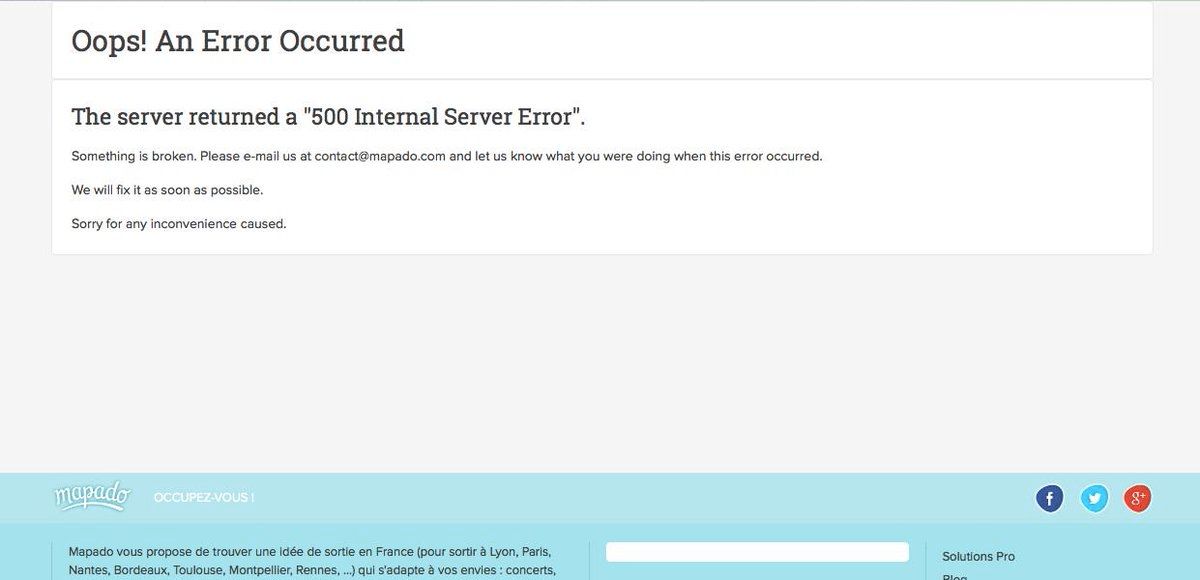 Oops! An Error Occurred
The server returned a "500 Internal Server Error".
Something is broken. Please e-mail us at contact@mapado.com and let us know what you were doing when this error occurred.
We will fix it as soon as possible.
Sorry for any inconvenience caused.
mapado OCCUPEZ-VOUS !
f
g+
Mapado vous propose de trouver une idée de sortie en France (pour sortir à Lyon, Paris,
Nantes, Bordeaux, Toulouse, Montpellier, Rennes, ...) qui s'adapte à vos envies : concerts,
Solutions Pro
Blog